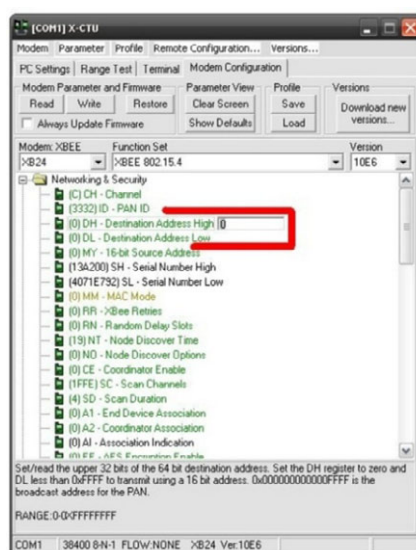 [COM1] X-CTU
Modem Parameter Profile Remote Configuration... Versions...
PC Settings Range Test Terminal Modem Configuration
Modem Parameter and Firmware Parameter View Profile Versions
Read Write Restore Clear Screen Save Download new versions...
Always Update Firmware Show Defaults Load
Modem: XBEE Function Set Version
XB24 XBEE 802.15.4 10E6
Networking & Security
(C) CH - Channel
(3332) ID - PAN ID
(0) DH - Destination Address High 0
(0) DL - Destination Address Low
(0) MY - 16-bit Source Address
(13A200) SH - Serial Number High
(4071E792) SL - Serial Number Low
(0) MM - MAC Mode
(0) RR - XBee Retries
(0) RN - Random Delay Slots
(19) NT - Node Discover Time
(0) NO - Node Discover Options
(0) CE - Coordinator Enable
(1FFE) SC - Scan Channels
(4) SD - Scan Duration
(0) A1 - End Device Association
(0) A2 - Coordinator Association
(0) AI - Association Indication
(0) EE - AES Encryption Enable
Set/read the upper 32 bits of the 64 bit destination address. Set the DH register to zero and
DL less than 0xFFFF to transmit using a 16 bit address. 0x000000000000FFFF is the
broadcast address for the PAN.
RANGE:0-0XFFFFFFFF
COM1 38400 8-N-1 FLOW:NONE XB24 Ver:10E6